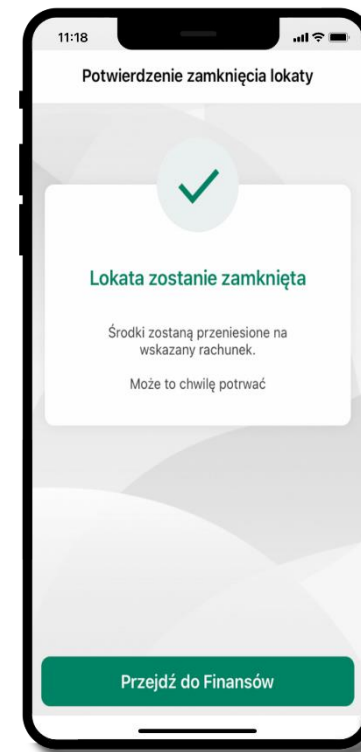 11:18
Potwierdzenie zamknięcia lokaty
Lokata zostanie zamknięta
Środki zostaną przeniesione na
wskazany rachunek.
Może to chwilę potrwać
Przejdź do Finansów